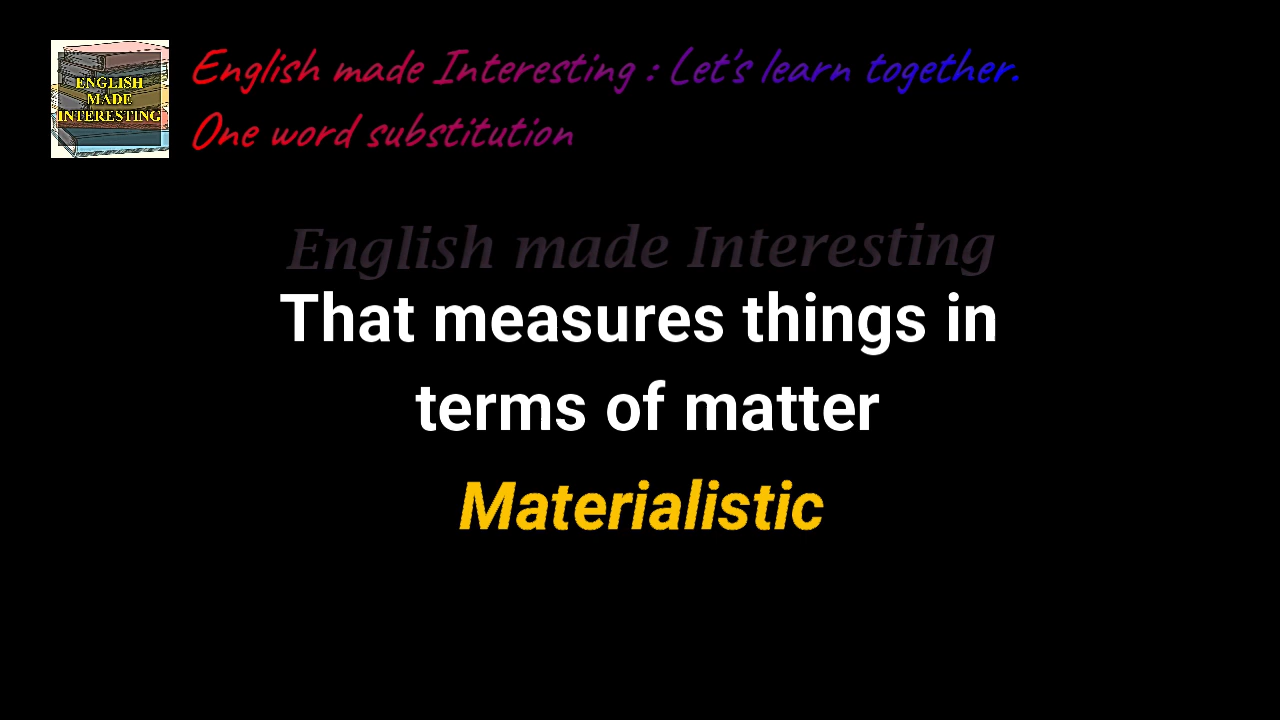 ENGLISH
MADE
INTERESTING
English made Interesting : Let's learn together.
One word substitution
English made Interesting
That measures things in
terms of matter
Materialistic